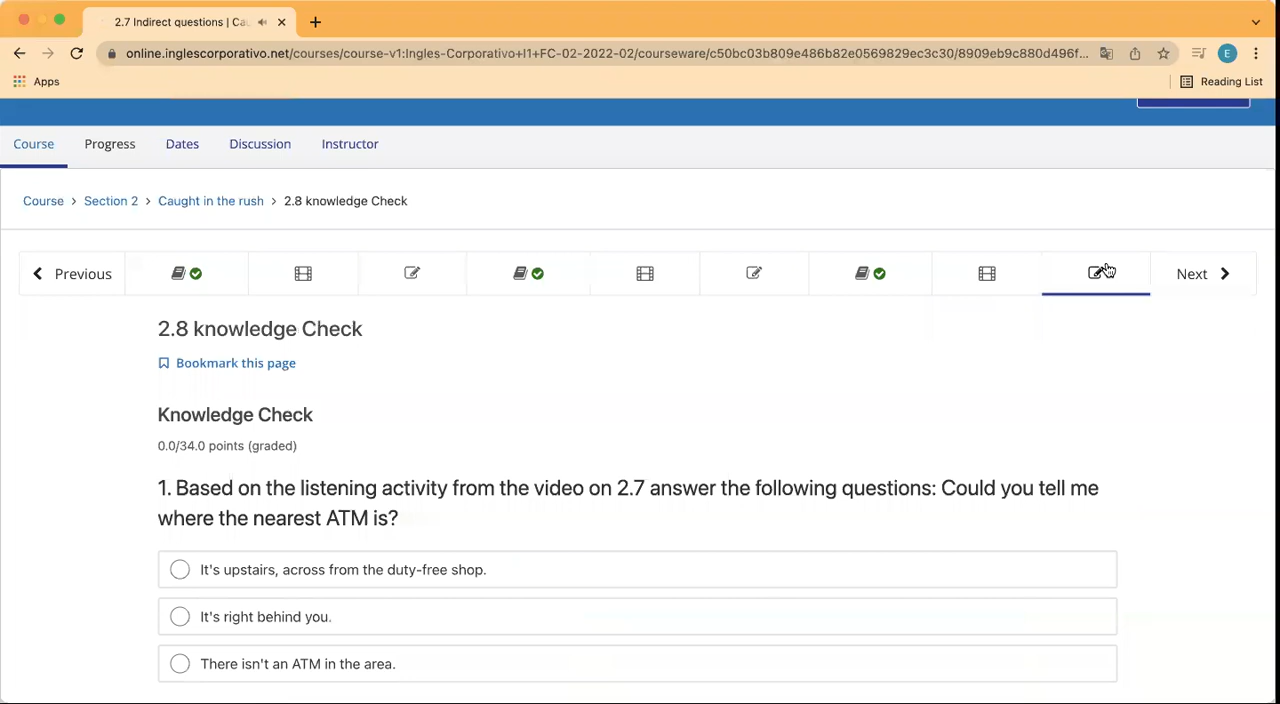 2.7 Indirect questions | Cau
online.inglescorporativo.net/courses/course-v1:Ingles-Corporativo+I1+FC-02-2022-02/courseware/c50bc03b809e486b82e0569829ec3c30/8909eb9c880d496f...
E
Apps
Reading List
Course Progress Dates Discussion Instructor
Course > Section 2 > Caught in the rush > 2.8 knowledge Check
Previous Next
2.8 knowledge Check
Bookmark this page
Knowledge Check
0.0/34.0 points (graded)
1. Based on the listening activity from the video on 2.7 answer the following questions: Could you tell me
where the nearest ATM is?
It's upstairs, across from the duty-free shop.
It's right behind you.
There isn't an ATM in the area.